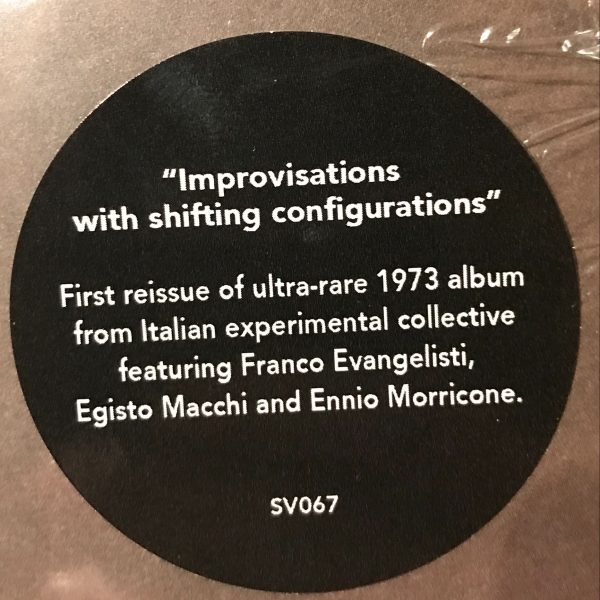 “Improvisations
with shifting configurations”
First reissue of ultra-rare 1973 album
from Italian experimental collective
featuring Franco Evangelisti,
Egisto Macchi and Ennio Morricone.
SV067